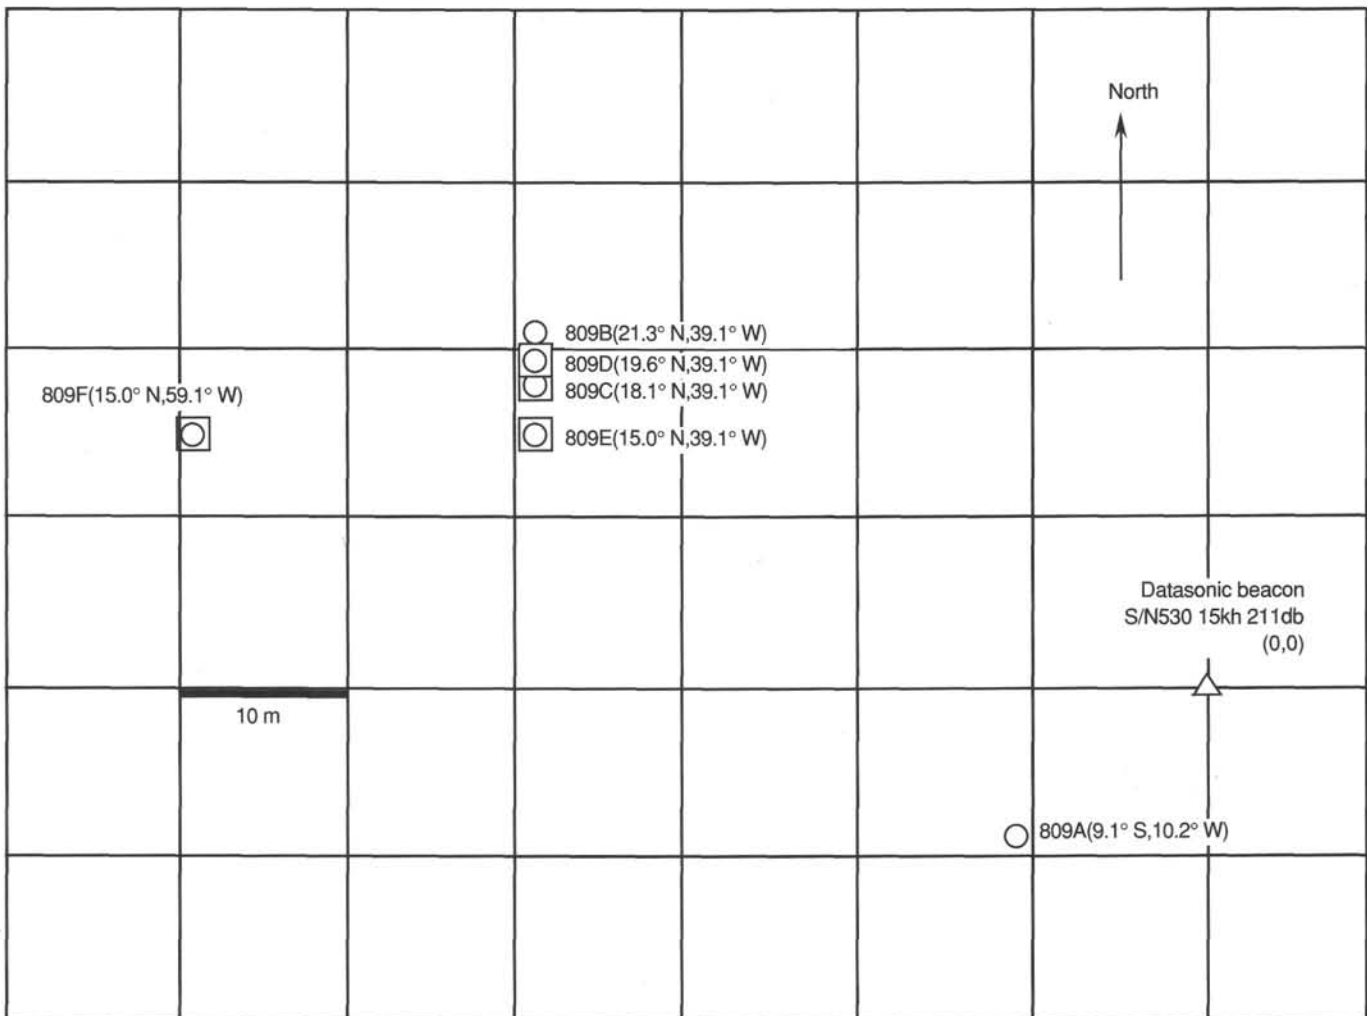 North
809B(21.3° N,39.1° W)
809D(19.6° N,39.1° W)
809C(18.1° N,39.1° W)
809F(15.0° N,59.1° W)
809E(15.0° N,39.1° W)
Datasonic beacon
S/N530 15kh 211db
(0,0)
10 m
809A(9.1° S,10.2° W)